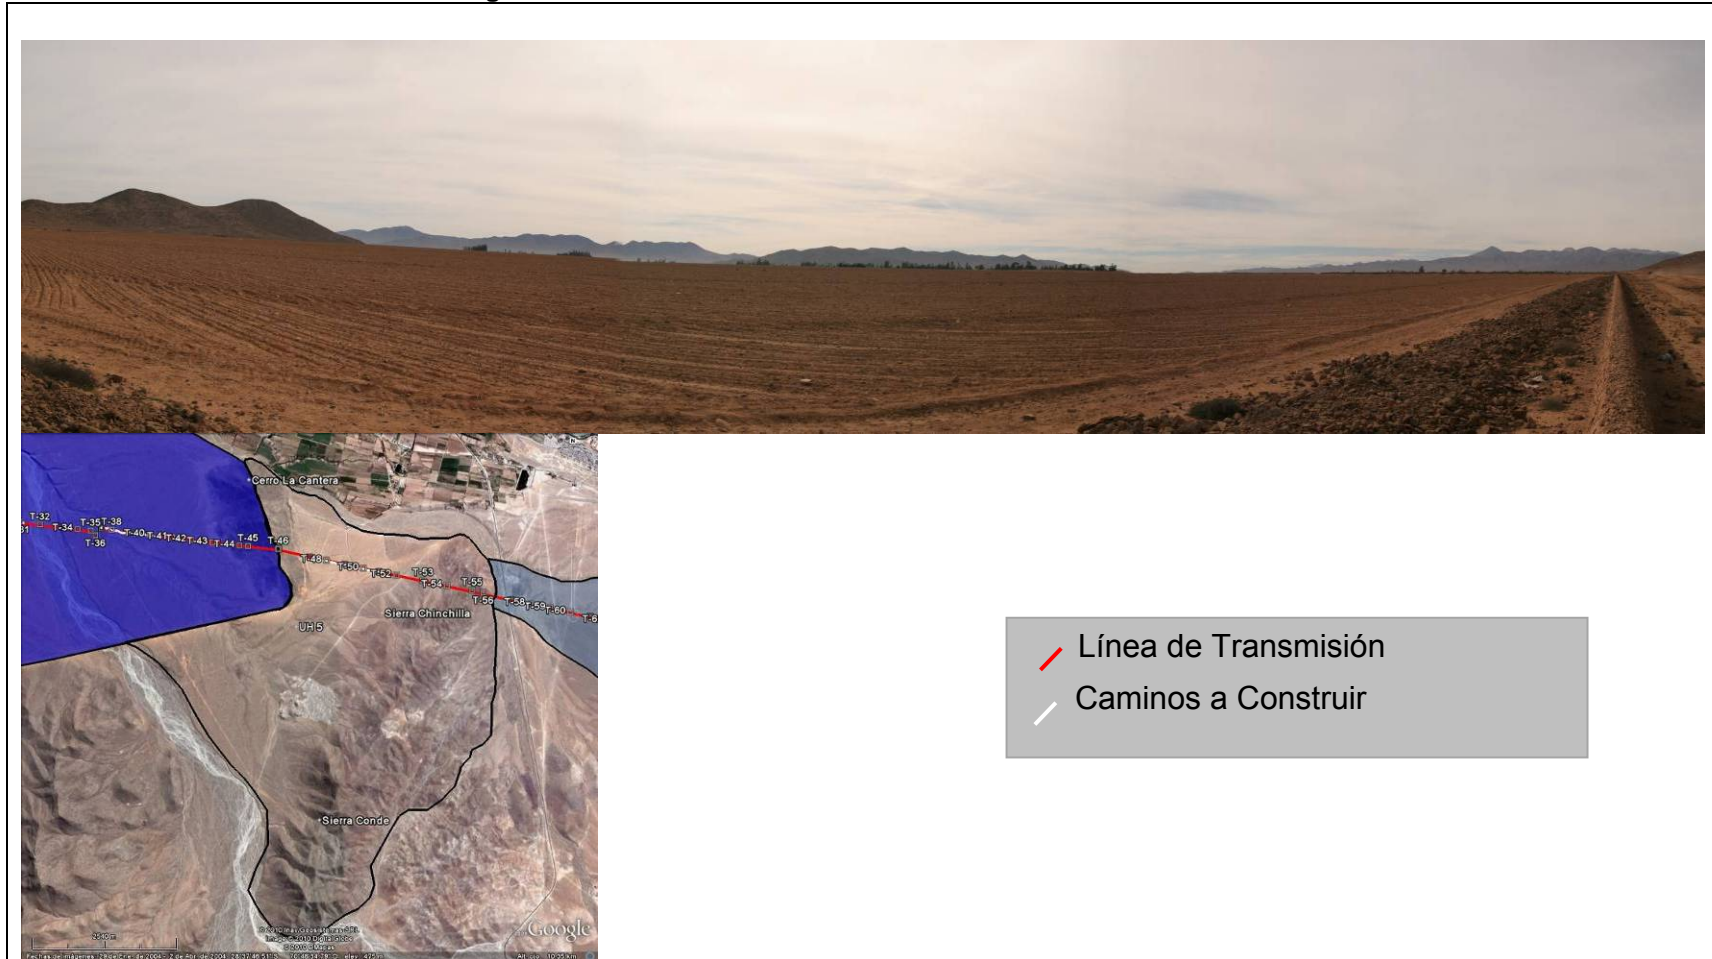 Cerro La Cantera
T-32
T-34
T-35
T-38
T-36
T-40
T-41
T-42
T-43
T-44
T-45
T-46
T-48
T-50
T-52
T-53
T-54
T-55
T-56
T-58
T-59
T-60
Sierra Chinchilla
UH 5
Sierra Conde
Google
Línea de Transmisión
Caminos a Construir